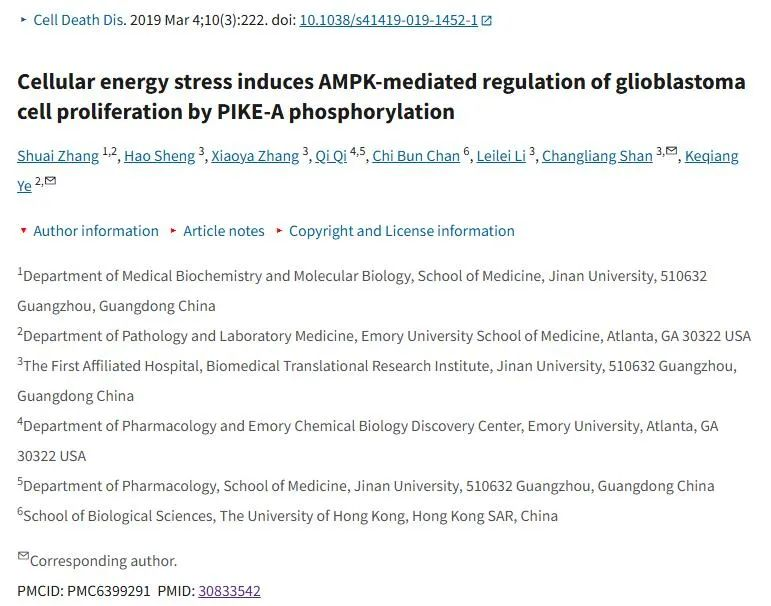 Cell Death Dis. 2019 Mar 4;10(3):222. doi: 10.1038/s41419-019-1452-1
Cellular energy stress induces AMPK-mediated regulation of glioblastoma
cell proliferation by PIKE-A phosphorylation
Shuai Zhang 1,2, Hao Sheng 3, Xiaoya Zhang 3, Qi Qi 4,5, Chi Bun Chan 6, Leilei Li 3, Changliang Shan 3,✉, Keqiang
Ye 2,✉
Author information Article notes Copyright and License information
1Department of Medical Biochemistry and Molecular Biology, School of Medicine, Jinan University, 510632
Guangzhou, Guangdong China
2Department of Pathology and Laboratory Medicine, Emory University School of Medicine, Atlanta, GA 30322 USA
3The First Affiliated Hospital, Biomedical Translational Research Institute, Jinan University, 510632 Guangzhou,
Guangdong China
4Department of Pharmacology and Emory Chemical Biology Discovery Center, Emory University, Atlanta, GA
30322 USA
5Department of Pharmacology, School of Medicine, Jinan University, 510632 Guangzhou, Guangdong China
6School of Biological Sciences, The University of Hong Kong, Hong Kong SAR, China
✉Corresponding author.
PMCID: PMC6399291 PMID: 30833542